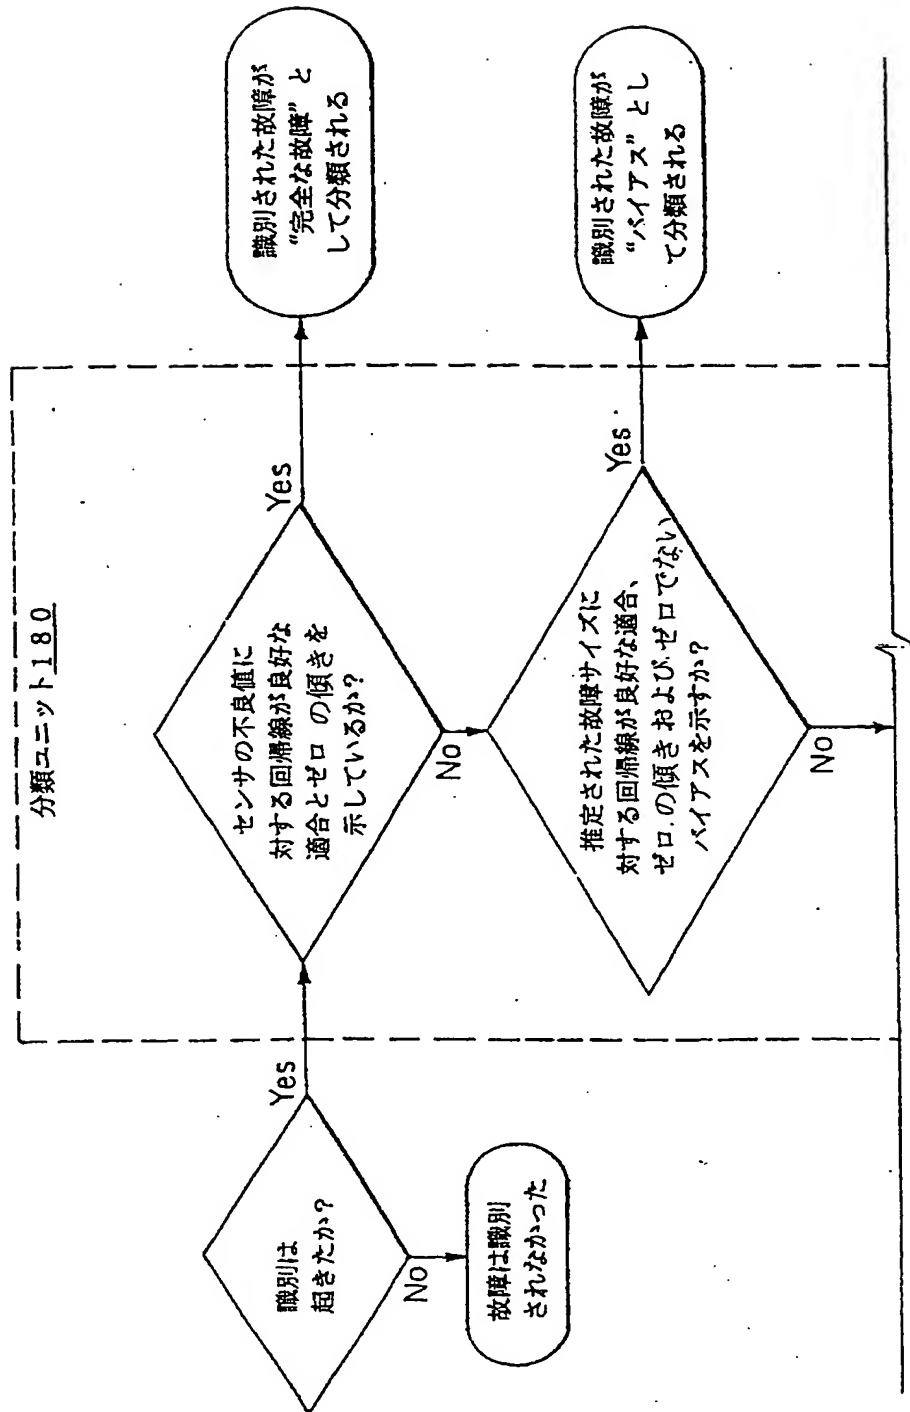 分類ユニット180
識別は
起きたか?
Yes
No
故障は識別
されなかった
センサの不良値に
対する回帰線が良好な
適合とゼロ の傾きを
示しているか?
Yes
No
識別された故障が
“完全な故障” と
して分類される
推定された故障サイズに
対する回帰線が良好な適合、
ゼロ.の傾きおよび.ゼロでない
バイアスを示すか?
Yes
No
識別された故障が
“バイアス” とし
て分類される